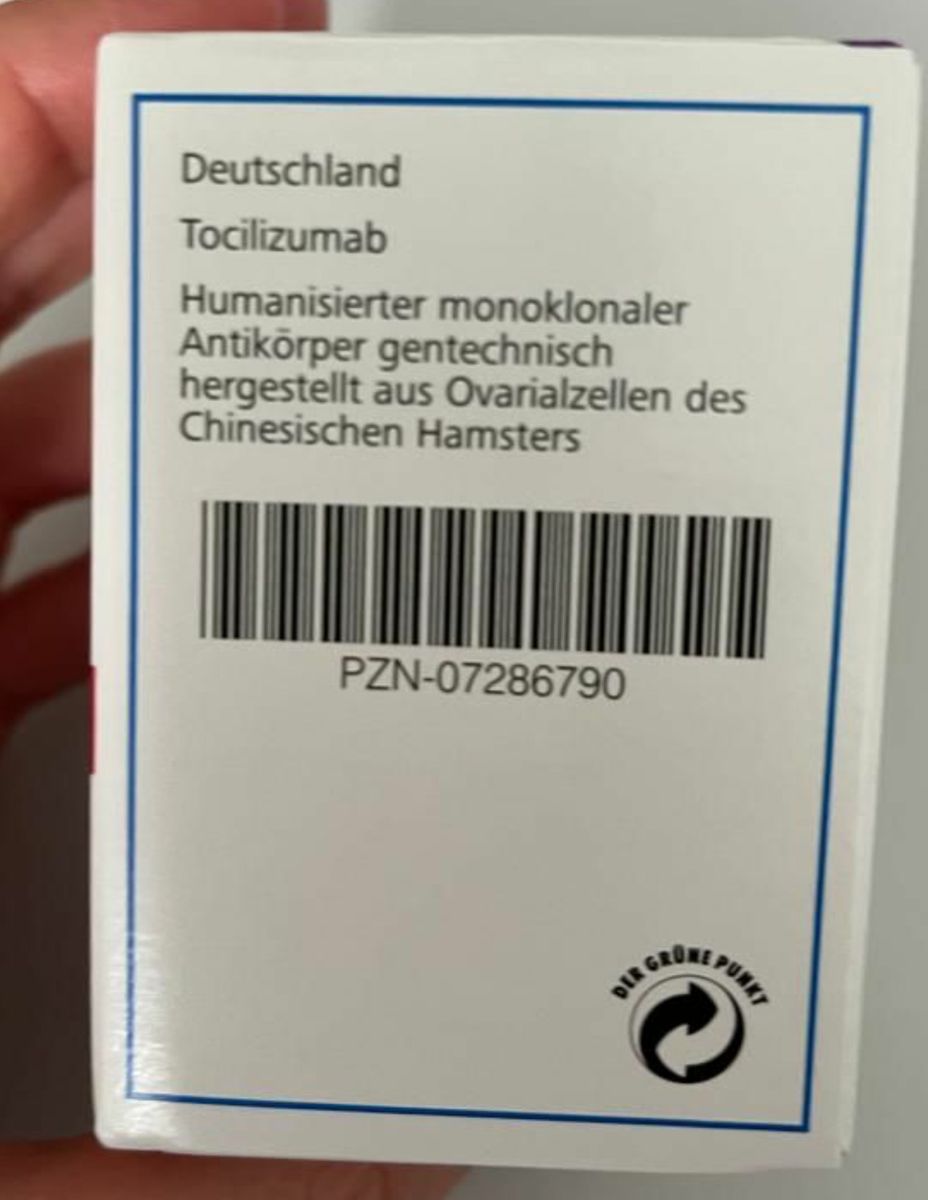 Deutschland
Tocilizumab
Humanisierter monoklonaler
Antikörper gentechnisch
hergestellt aus Ovarialzellen des
Chinesischen Hamsters
PZN-07286790
DER GRÜNE PUNKT